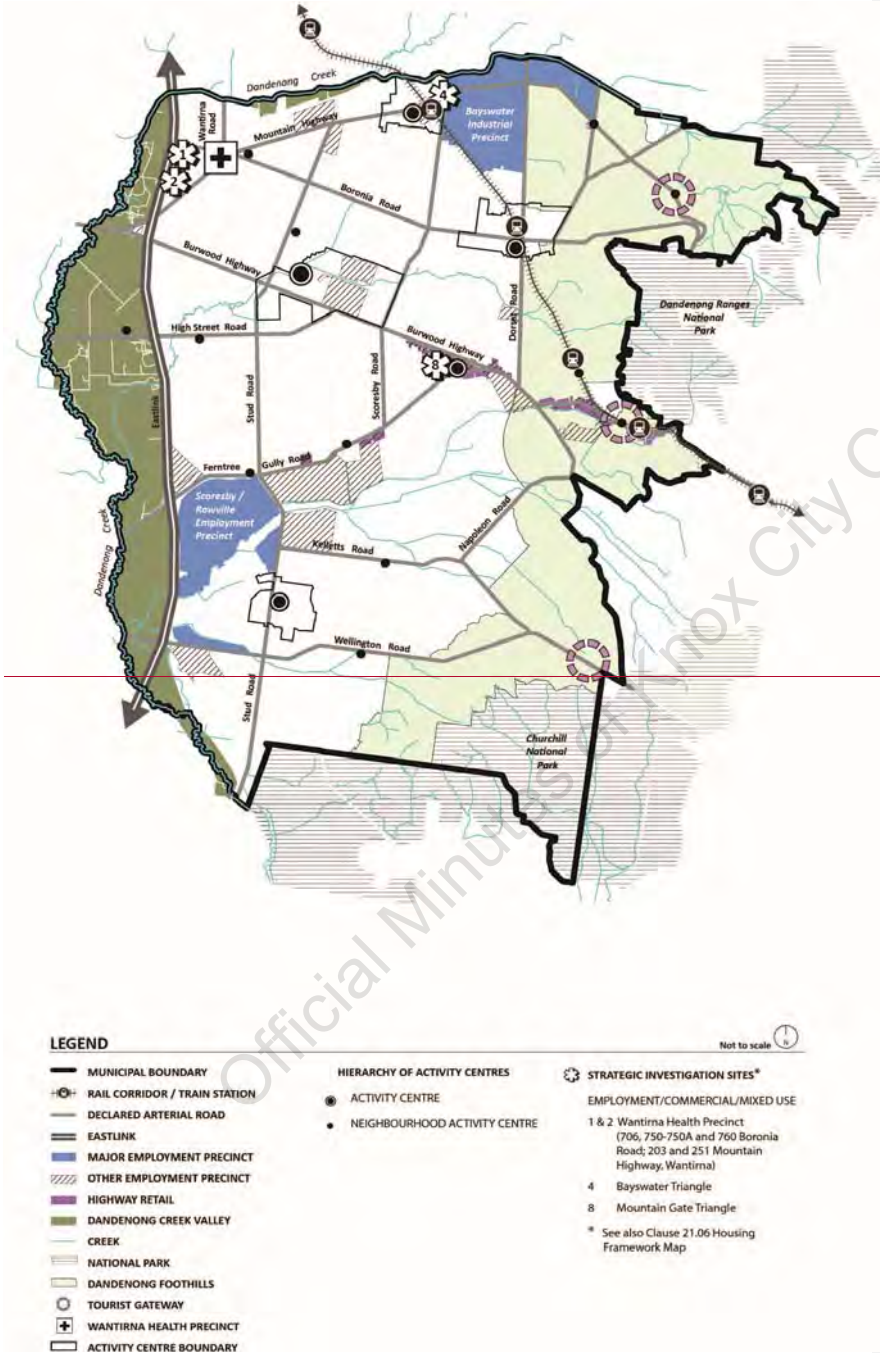 Dandenong Creek
Wantirna
Road
Mountain Highway
4
1
2
Bayswater
Industrial
Precinct
Boronia Road
Burwood Highway
Dandenong Ranges
National
Park
Dorset Road
High Street Road
Burwood Highway
8
Eastlink
Stud Road
Scoresby Road
Ferntree Gully Road
Scoresby /
Rowville
Employment
Precinct
Dandenong Creek
Kelletts Road
Napoleon Road
Wellington Road
Stud Road
Churchill
National
Park
Official Minutes of Knox City C
LEGEND
Not to scale
N
MUNICIPAL BOUNDARY
RAIL CORRIDOR / TRAIN STATION
DECLARED ARTERIAL ROAD
EASTLINK
MAJOR EMPLOYMENT PRECINCT
OTHER EMPLOYMENT PRECINCT
HIGHWAY RETAIL
DANDENONG CREEK VALLEY
CREEK
NATIONAL PARK
DANDENONG FOOTHILLS
TOURIST GATEWAY
WANTIRNA HEALTH PRECINCT
ACTIVITY CENTRE BOUNDARY
HIERARCHY OF ACTIVITY CENTRES
ACTIVITY CENTRE
NEIGHBOURHOOD ACTIVITY CENTRE
STRATEGIC INVESTIGATION SITES*
EMPLOYMENT/COMMERCIAL/MIXED USE
1 & 2 Wantirna Health Precinct
(706, 750-750A and 760 Boronia
Road; 203 and 251 Mountain
Highway, Wantirna)
4 Bayswater Triangle
8 Mountain Gate Triangle
* See also Clause 21.06 Housing
Framework Map